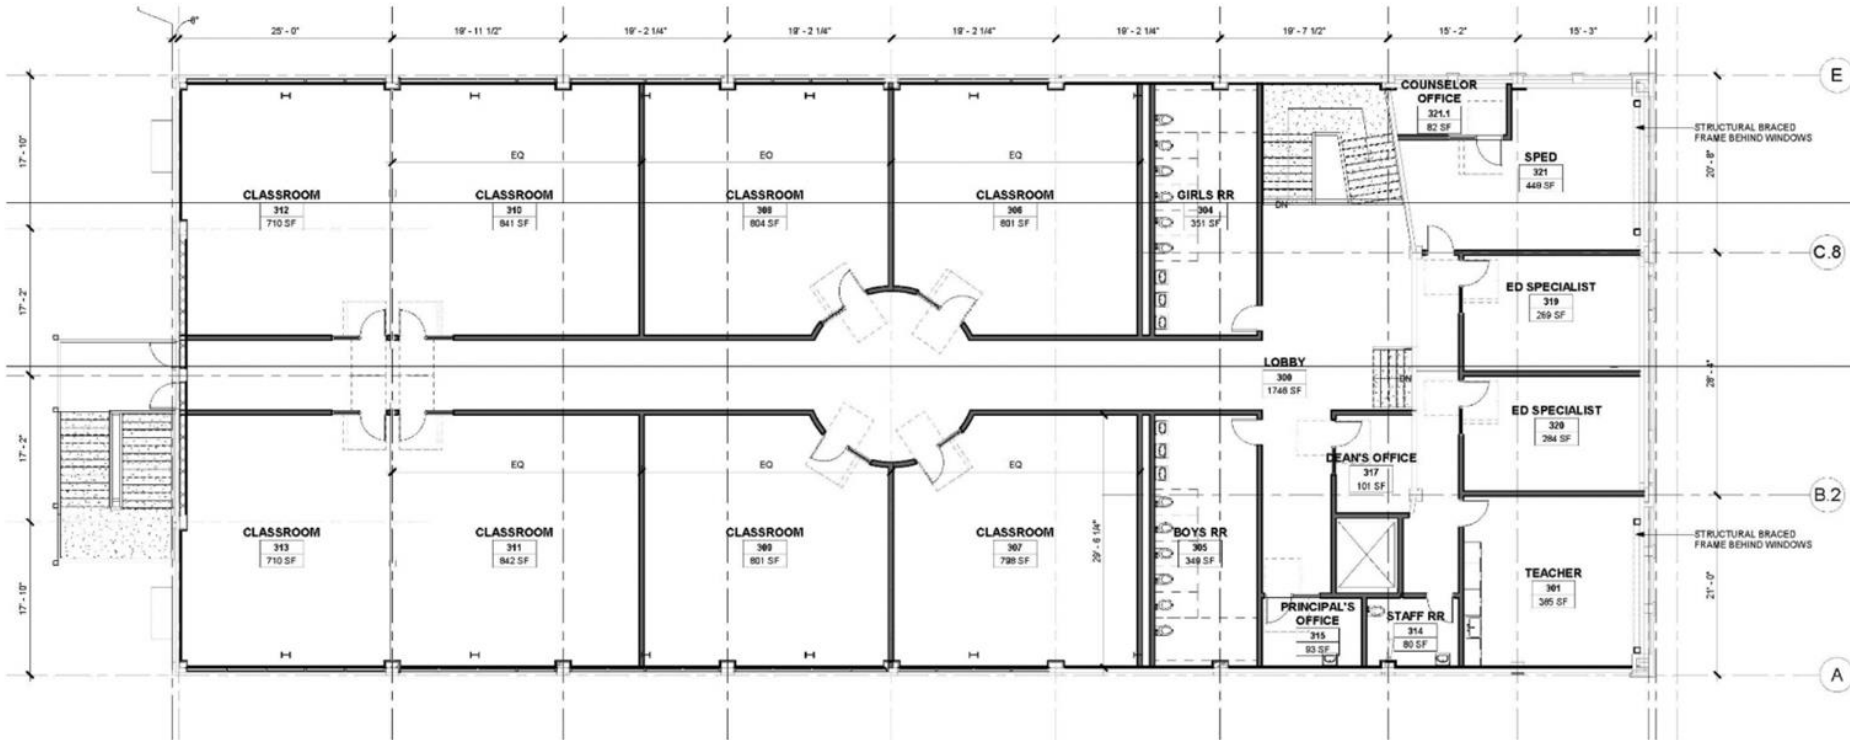 6"
25' - 0"
19' - 11 1/2"
19' - 2 1/4"
19' - 2 1/4"
19' - 2 1/4"
19' - 2 1/4"
19' - 7 1/2"
15' - 2"
15' - 3"
E
COUNSELOR
OFFICE
321.1
82 SF
STRUCTURAL BRACED
FRAME BEHIND WINDOWS
17' - 10"
EQ
EQ
EQ
SPED
321
449 SF
20' - 8"
CLASSROOM
312
710 SF
CLASSROOM
310
841 SF
CLASSROOM
308
804 SF
CLASSROOM
306
801 SF
GIRLS RR
304
351 SF
DN
C.8
17' - 2"
ED SPECIALIST
319
269 SF
LOBBY
300
1746 SF
DN
28' - 4"
17' - 2"
ED SPECIALIST
320
284 SF
EQ
EQ
EQ
DEAN'S OFFICE
317
101 SF
B.2
CLASSROOM
313
710 SF
CLASSROOM
311
842 SF
CLASSROOM
309
801 SF
CLASSROOM
307
798 SF
29' - 6 1/4"
BOYS RR
305
349 SF
STRUCTURAL BRACED
FRAME BEHIND WINDOWS
17' - 10"
TEACHER
301
385 SF
21' - 0"
PRINCIPAL'S
OFFICE
315
93 SF
STAFF RR
314
80 SF
A